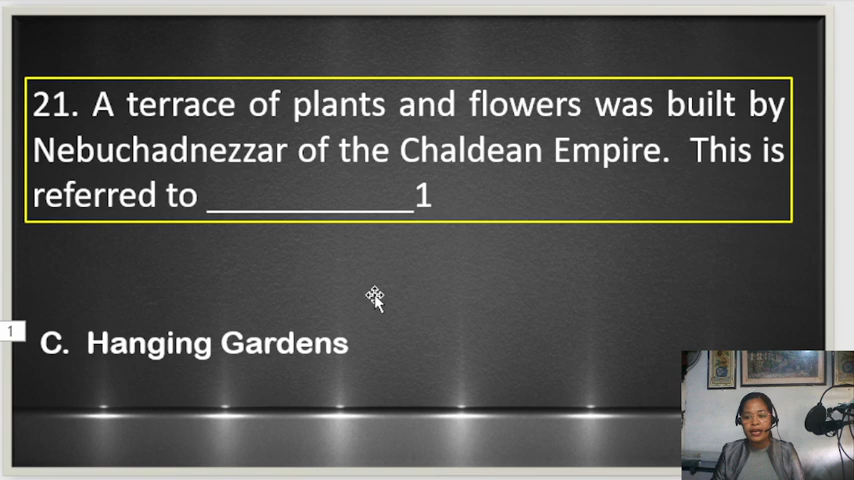 21. A terrace of plants and flowers was built by
Nebuchadnezzar of the Chaldean Empire. This is
referred to ____________1
1
C. Hanging Gardens